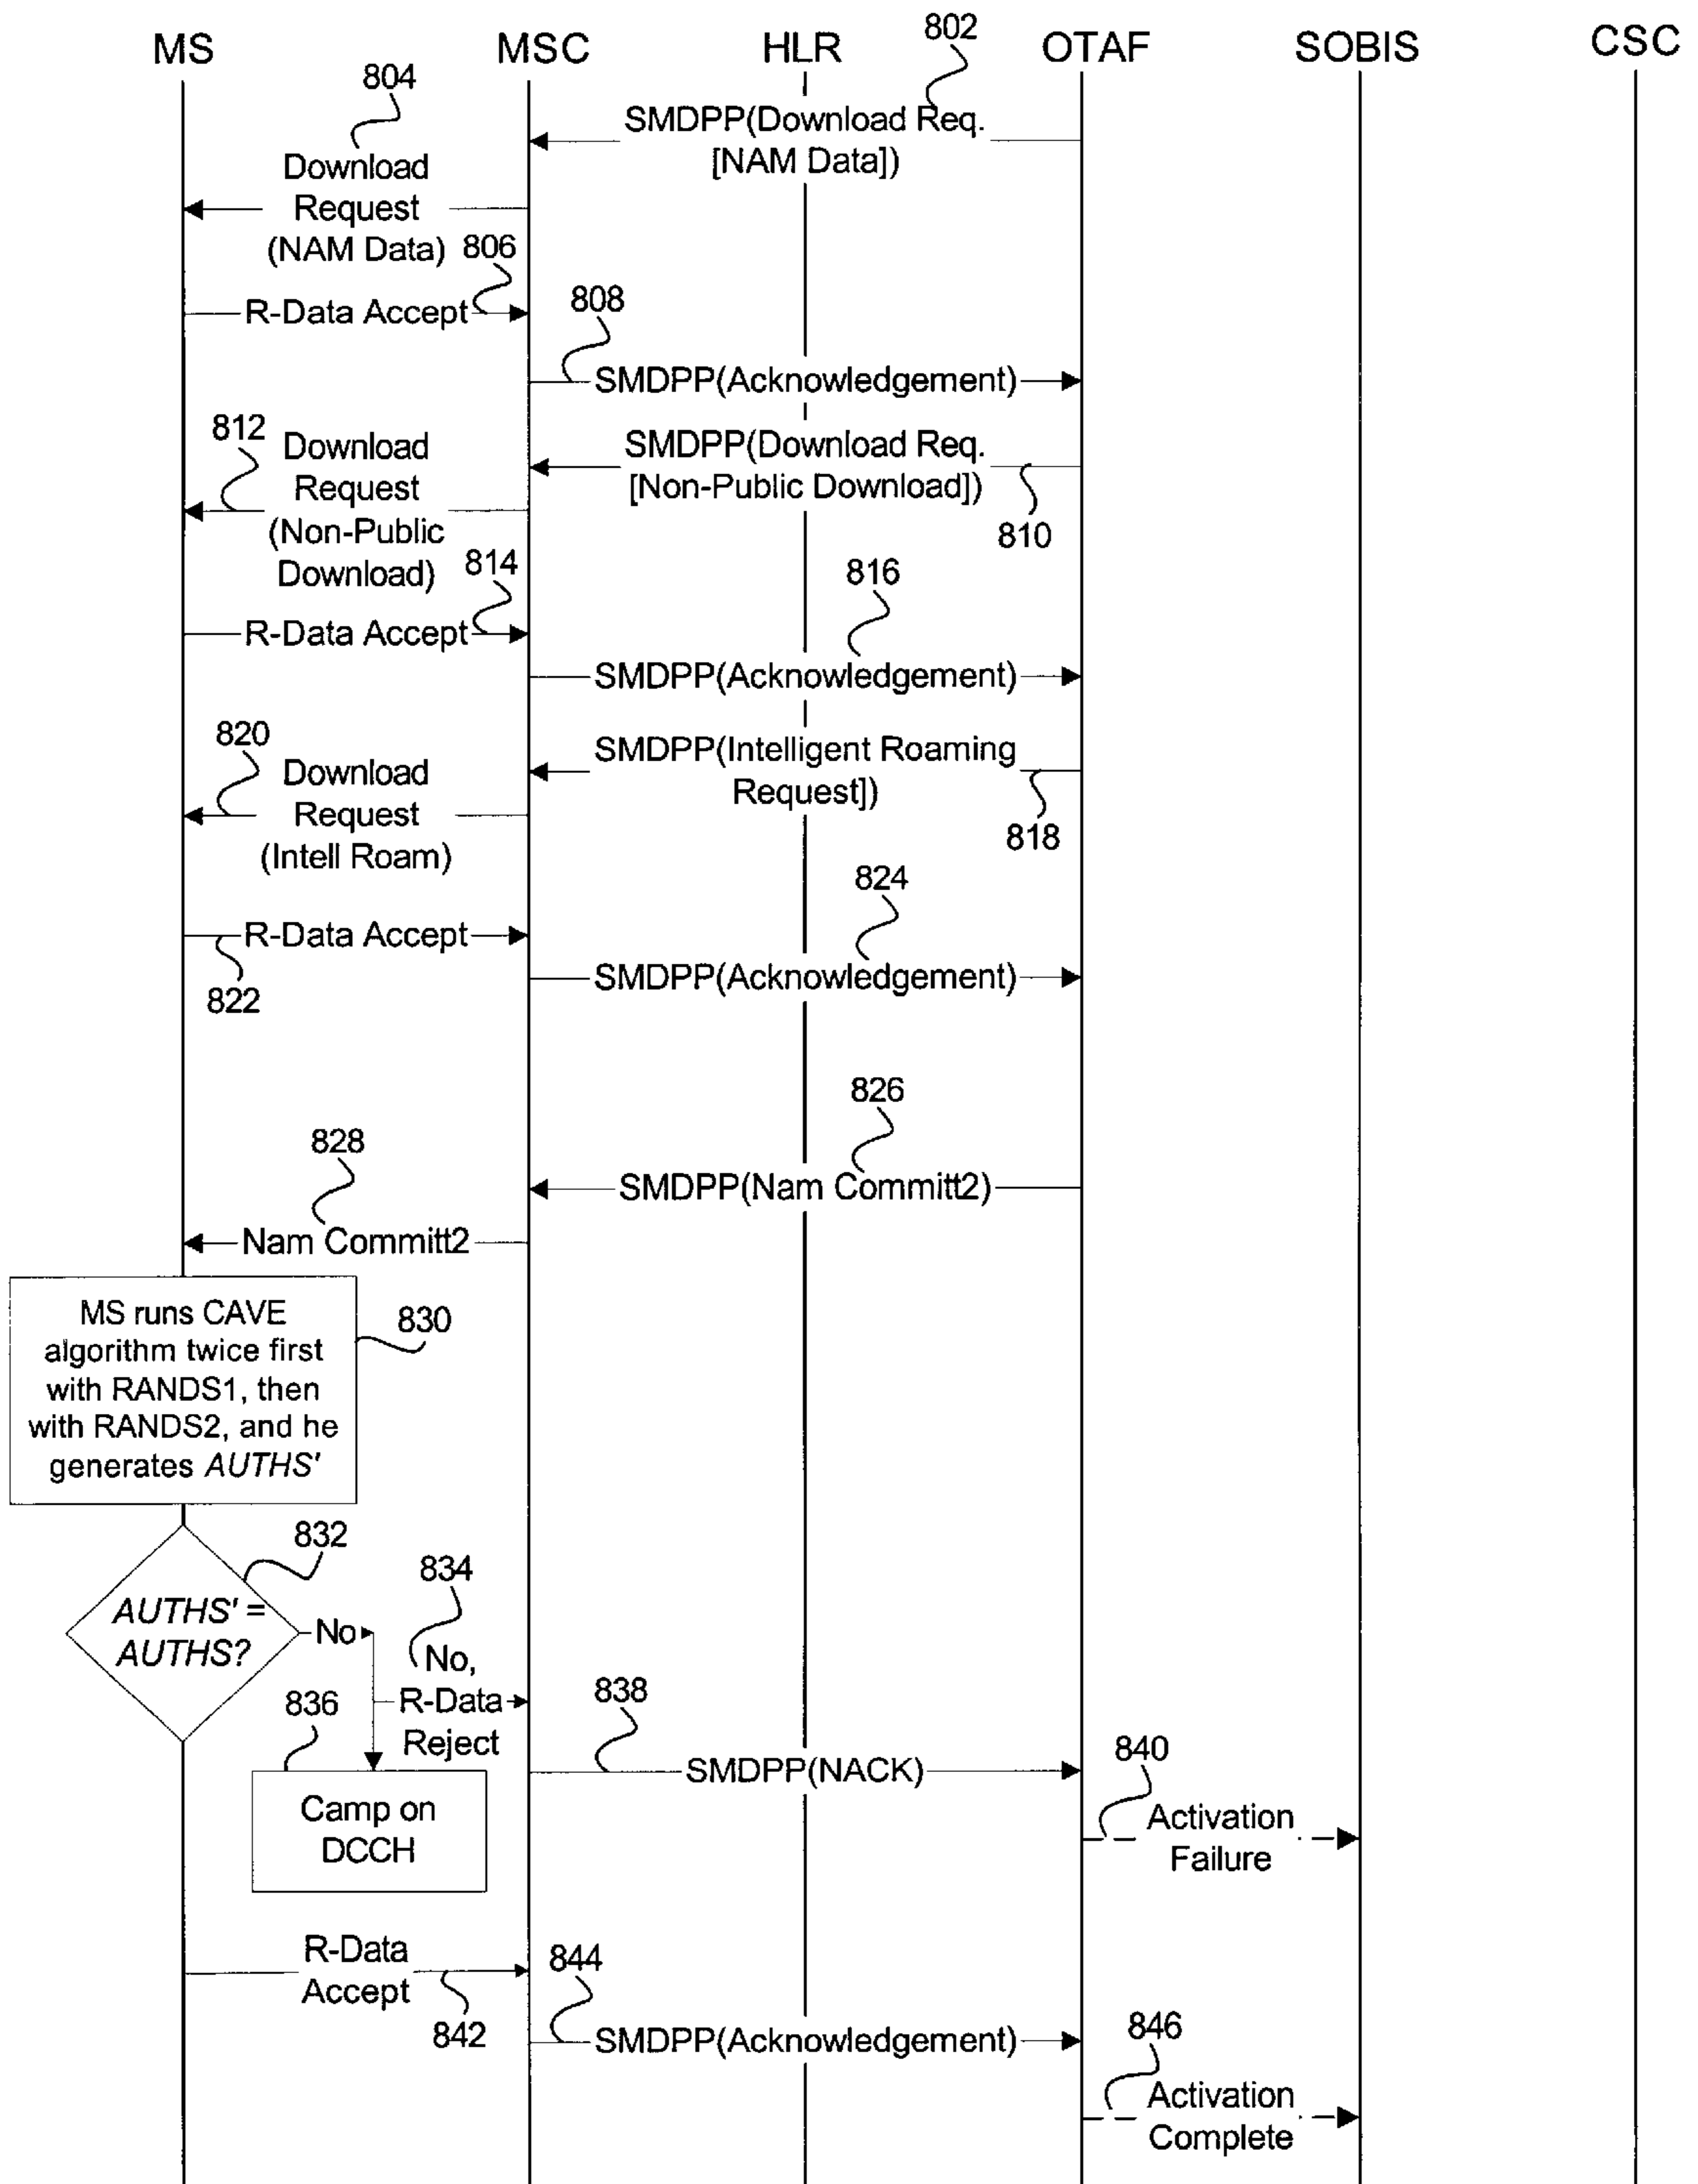 MS
MSC
HLR
OTAF
SOBIS
CSC
802
804
SMDPP(Download Req.
[NAM Data])
Download
Request
(NAM Data)
806
R-Data Accept
808
SMDPP(Acknowledgement)
812
Download
Request
(Non-Public
Download)
SMDPP(Download Req.
[Non-Public Download])
810
814
R-Data Accept
816
SMDPP(Acknowledgement)
820
Download
Request
(Intell Roam)
SMDPP(Intelligent Roaming
Request])
818
824
R-Data Accept
822
SMDPP(Acknowledgement)
826
SMDPP(Nam Committ2)
828
Nam Committ2
MS runs CAVE
algorithm twice first
with RANDS1, then
with RANDS2, and he
generates AUTHS'
830
832
AUTHS' =
AUTHS?
No
834
No,
R-Data
Reject
836
Camp on
DCCH
838
SMDPP(NACK)
840
Activation
Failure
R-Data
Accept
842
844
SMDPP(Acknowledgement)
846
Activation
Complete